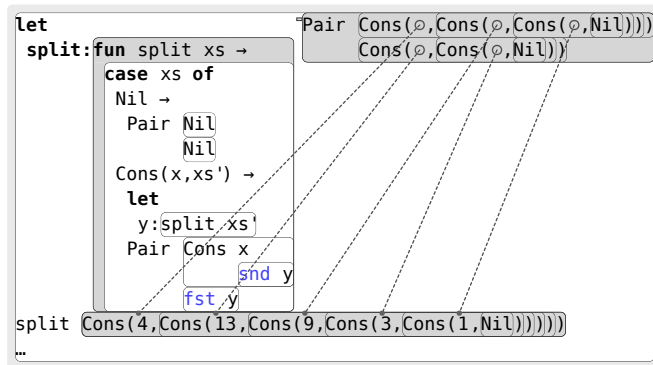 let
split:fun split xs →
case xs of
Nil →
Pair Nil
Nil
Cons(x,xs') →
let
y:split xs'
Pair Cons x
snd y
fst y
split Cons(4,Cons(13,Cons(9,Cons(3,Cons(1,Nil)))))
…
Pair Cons(○,Cons(○,Cons(○,Nil)))
Cons(○,Cons(○,Nil))